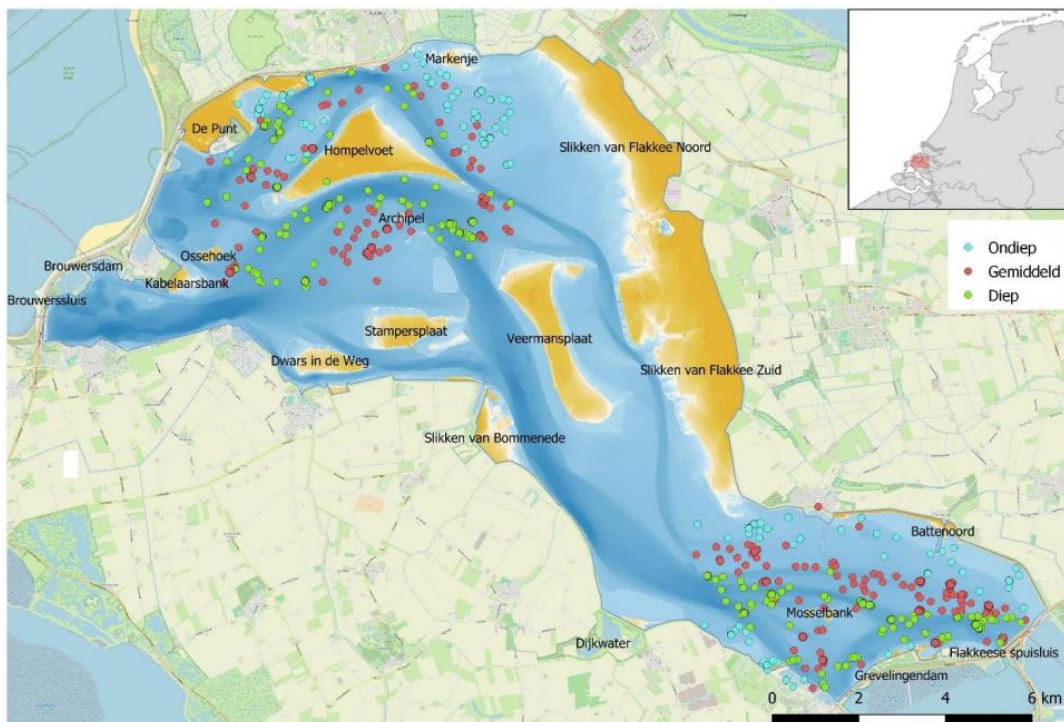 Markenje
De Punt
Hompelvoet
Slikken van Flakkee Noord
Archipel
Ossehoek
Brouwersdam
Kabelaarsbank
Brouwerssluis
Stampersplaat
Veermansplaat
Dwars in de Weg
Slikken van Flakkee Zuid
Slikken van Bommenede
Battenoord
Mosselbank
Dijkwater
Flakkeese spuisluis
Grevelingendam
Ondiep
Gemiddeld
Diep
0 2 4 6 km